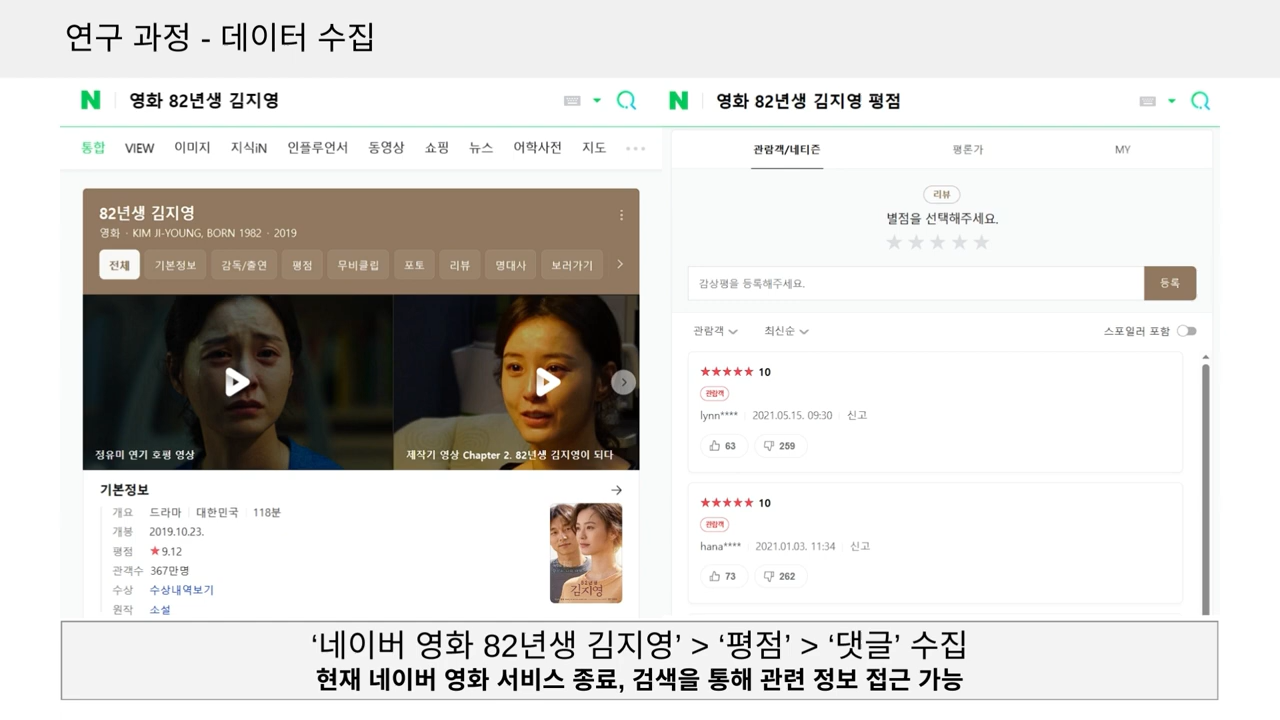 연구 과정 - 데이터 수집
N 영화 82년생 김지영
통합 VIEW 이미지 지식iN 인플루언서 동영상 쇼핑 뉴스 어학사전 지도
82년생 김지영
영화 · KIM JI-YOUNG, BORN 1982 · 2019
전체 기본정보 감독/출연 평점 무비클립 포토 리뷰 명대사 보러가기
정유미 연기 호평 영상
제작기 영상 Chapter 2. 82년생 김지영이 되다
기본정보
개요 드라마 대한민국 118분
개봉 2019.10.23.
평점 ★9.12
관객수 367만명
수상 수상내역보기
원작 소설
82년생
김지영
N 영화 82년생 김지영 평점
관람객/네티즌 평론가 MY
리뷰
별점을 선택해주세요.
감상평을 등록해주세요. 등록
관람객 최신순 스포일러 포함
★★★★★ 10
관람객
lynn**** 2021.05.15. 09:30 신고
63 259
★★★★★ 10
관람객
hana**** 2021.01.03. 11:34 신고
73 262
‘네이버 영화 82년생 김지영’ > ‘평점’ > ‘댓글’ 수집
현재 네이버 영화 서비스 종료, 검색을 통해 관련 정보 접근 가능